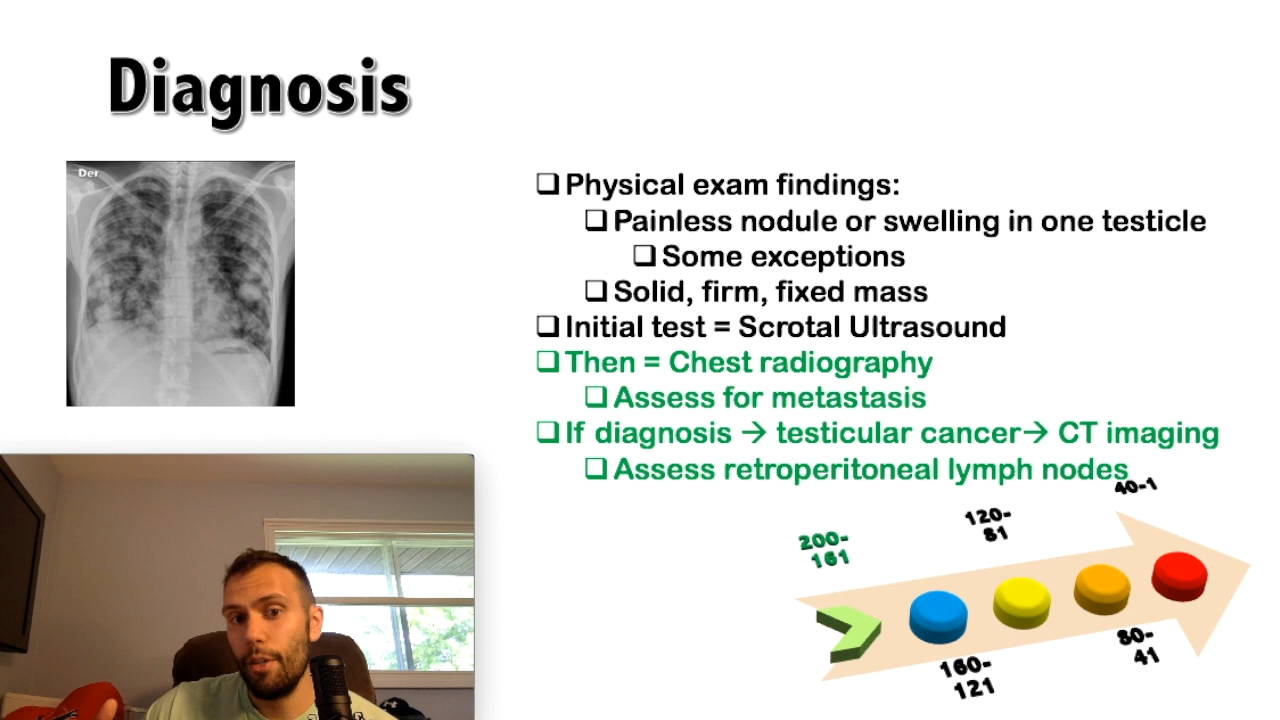 Diagnosis
Der
❑ Physical exam findings:
❑ Painless nodule or swelling in one testicle
❑ Some exceptions
❑ Solid, firm, fixed mass
❑ Initial test = Scrotal Ultrasound
❑ Then = Chest radiography
❑ Assess for metastasis
❑ If diagnosis → testicular cancer→ CT imaging
❑ Assess retroperitoneal lymph nodes
40-1
120-
81
200-
161
80-
41
160-
121